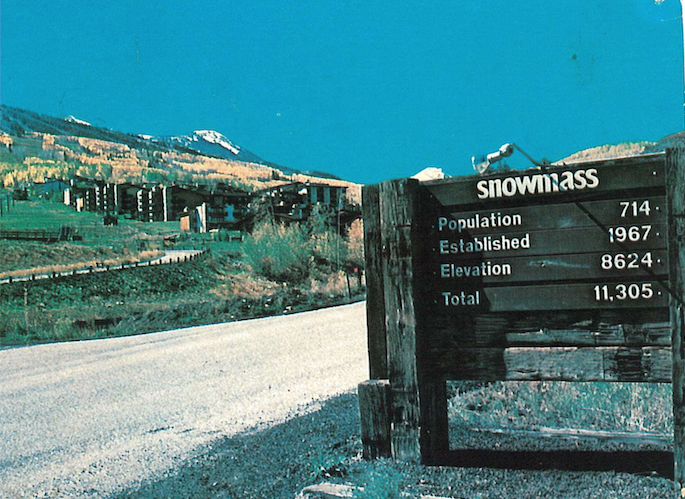 snowmass
Population 714
Established 1967
Elevation 8624
Total 11,305